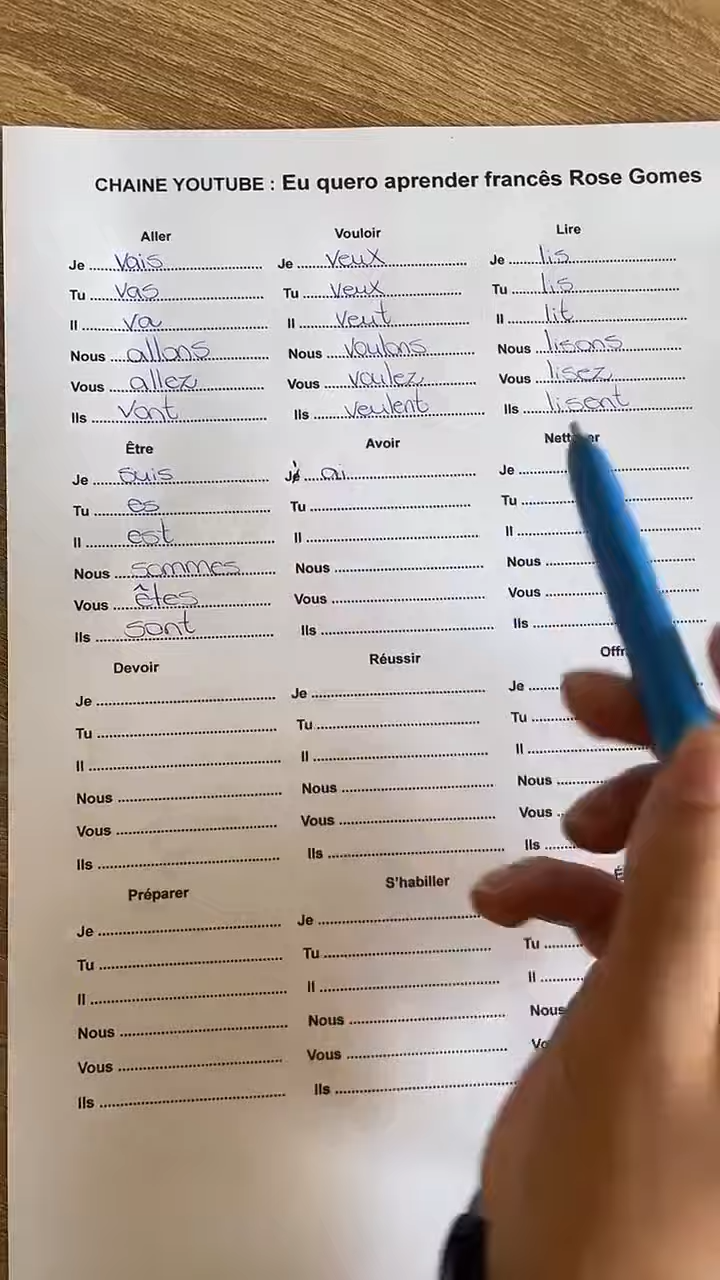 CHAINE YOUTUBE : Eu quero aprender francês Rose Gomes
Aller
Je vais
Tu vas
Il va
Nous allons
Vous allez
Ils vont
Vouloir
Je veux
Tu veux
Il veut
Nous voulons
Vous voulez
Ils veulent
Lire
Je lis
Tu lis
Il lit
Nous lisons
Vous lisez
Ils lisent
Être
Je suis
Tu es
Il est
Nous sommes
Vous êtes
Ils sont
Avoir
J' ai
Tu
Il
Nous
Vous
Ils
Je
Tu
Il
Nous
Vous
Ils
Devoir
Je
Tu
Il
Nous
Vous
Ils
Réussir
Je
Tu
Il
Nous
Vous
Ils
Je
Tu
Il
Nous
Vous
Ils
Préparer
Je
Tu
Il
Nous
Vous
Ils
S'habiller
Je
Tu
Il
Nous
Vous
Ils
Tu
Il
Nous